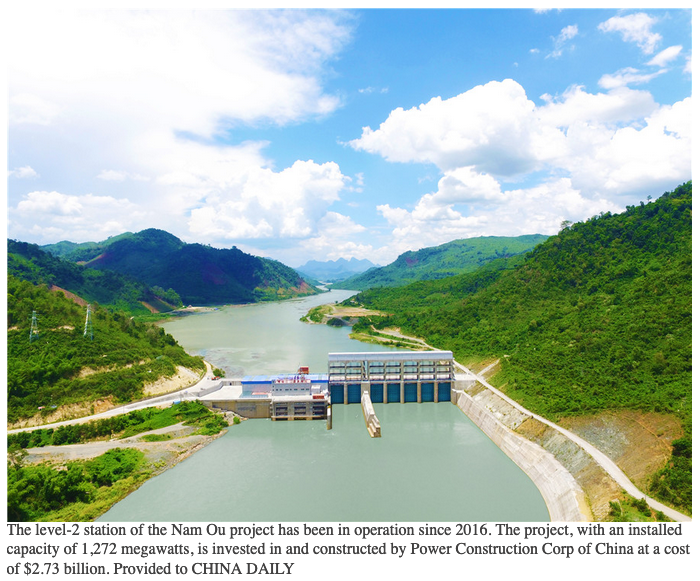 The level-2 station of the Nam Ou project has been in operation since 2016. The project, with an installed
capacity of 1,272 megawatts, is invested in and constructed by Power Construction Corp of China at a cost
of $2.73 billion. Provided to CHINA DAILY